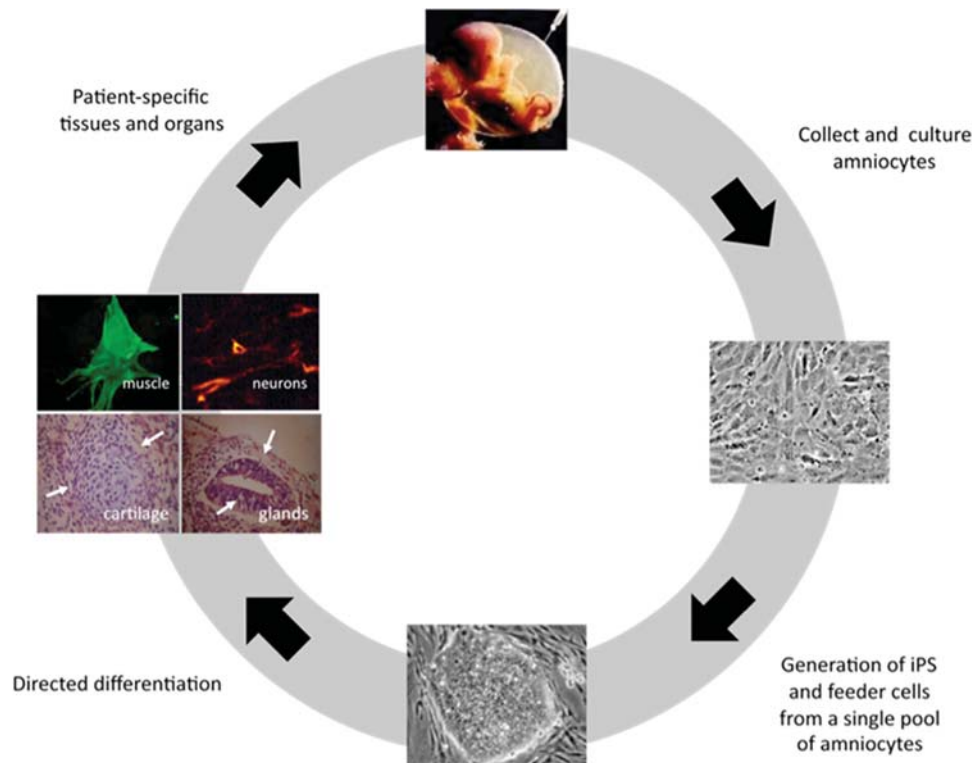 Patient-specific
tissues and organs
Collect and culture
amniocytes
muscle
neurons
cartilage
glands
Directed differentiation
Generation of iPS
and feeder cells
from a single pool
of amniocytes